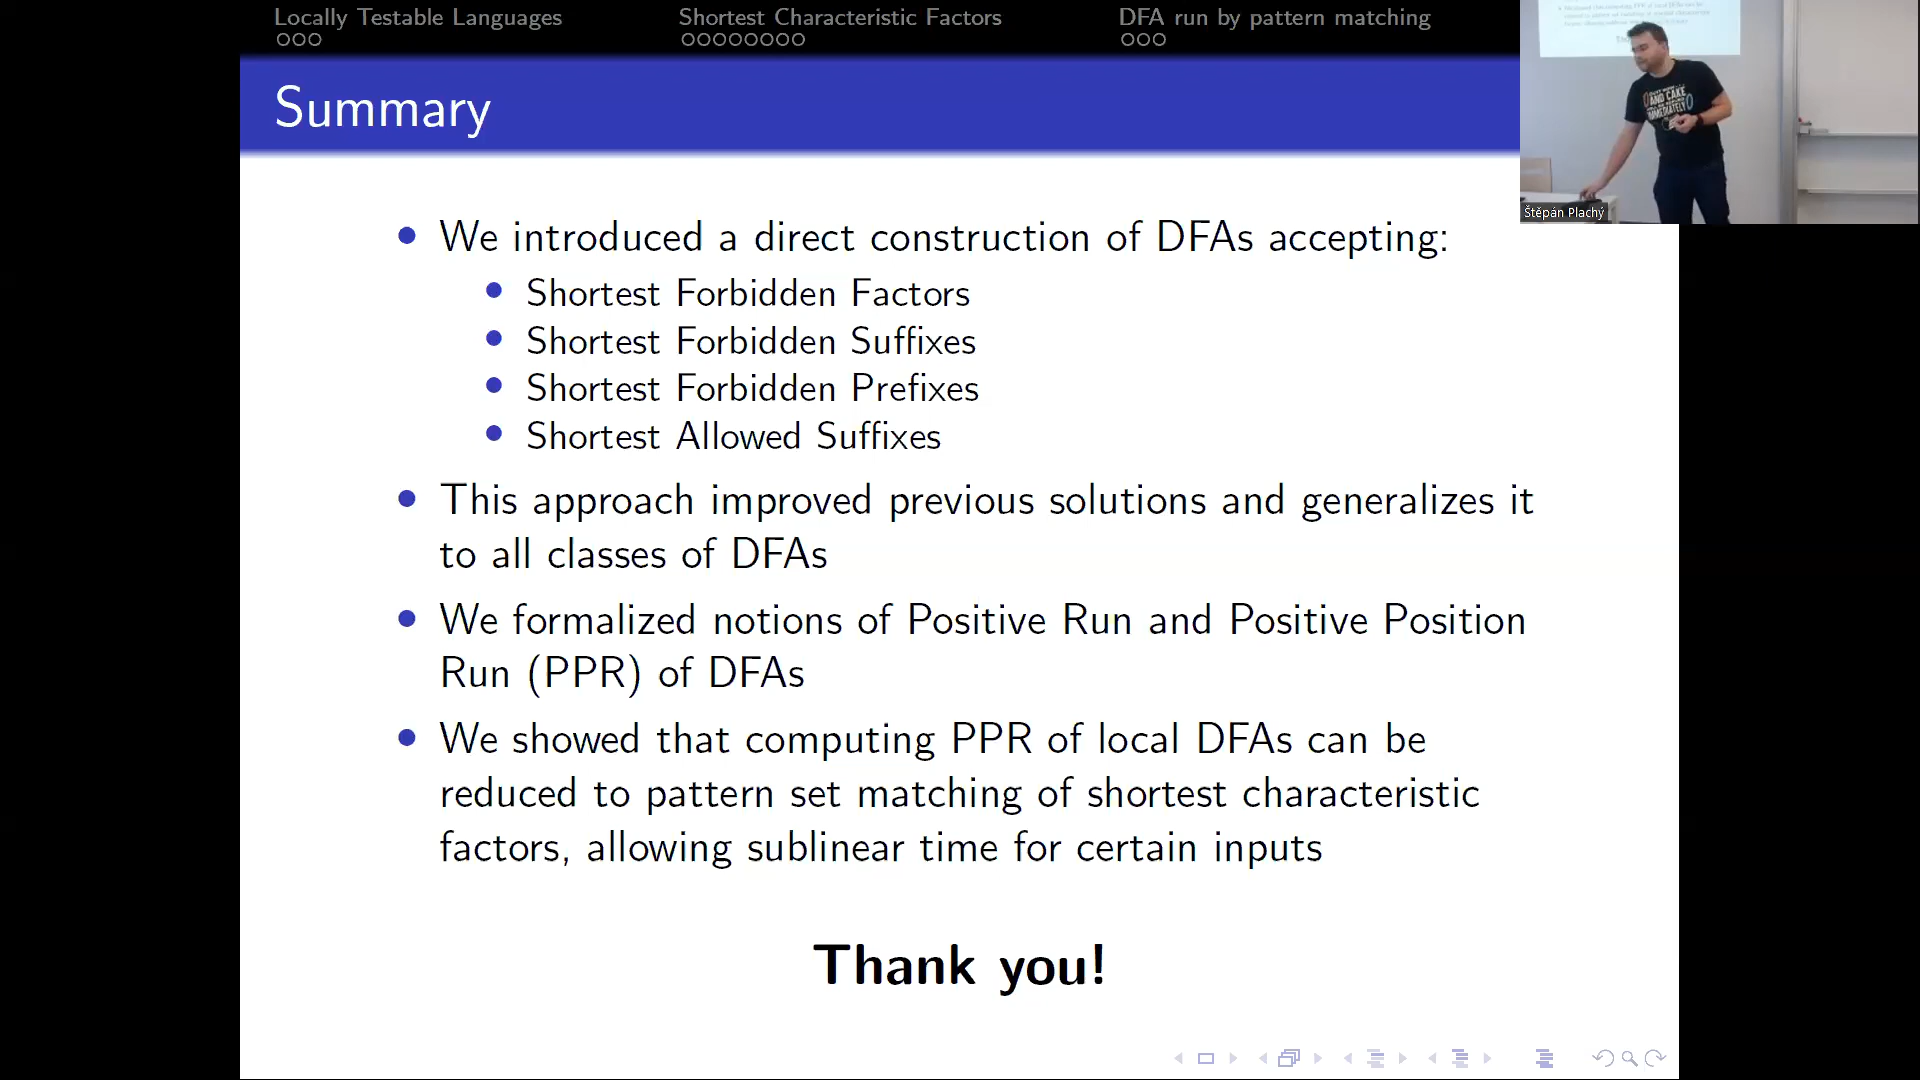 Locally Testable Languages
Shortest Characteristic Factors
DFA run by pattern matching
Summary
AND CAKE
IMMEDIATELY
Štěpán Plachý
We introduced a direct construction of DFAs accepting:
Shortest Forbidden Factors
Shortest Forbidden Suffixes
Shortest Forbidden Prefixes
Shortest Allowed Suffixes
This approach improved previous solutions and generalizes it
to all classes of DFAs
We formalized notions of Positive Run and Positive Position
Run (PPR) of DFAs
We showed that computing PPR of local DFAs can be
reduced to pattern set matching of shortest characteristic
factors, allowing sublinear time for certain inputs
Thank you!